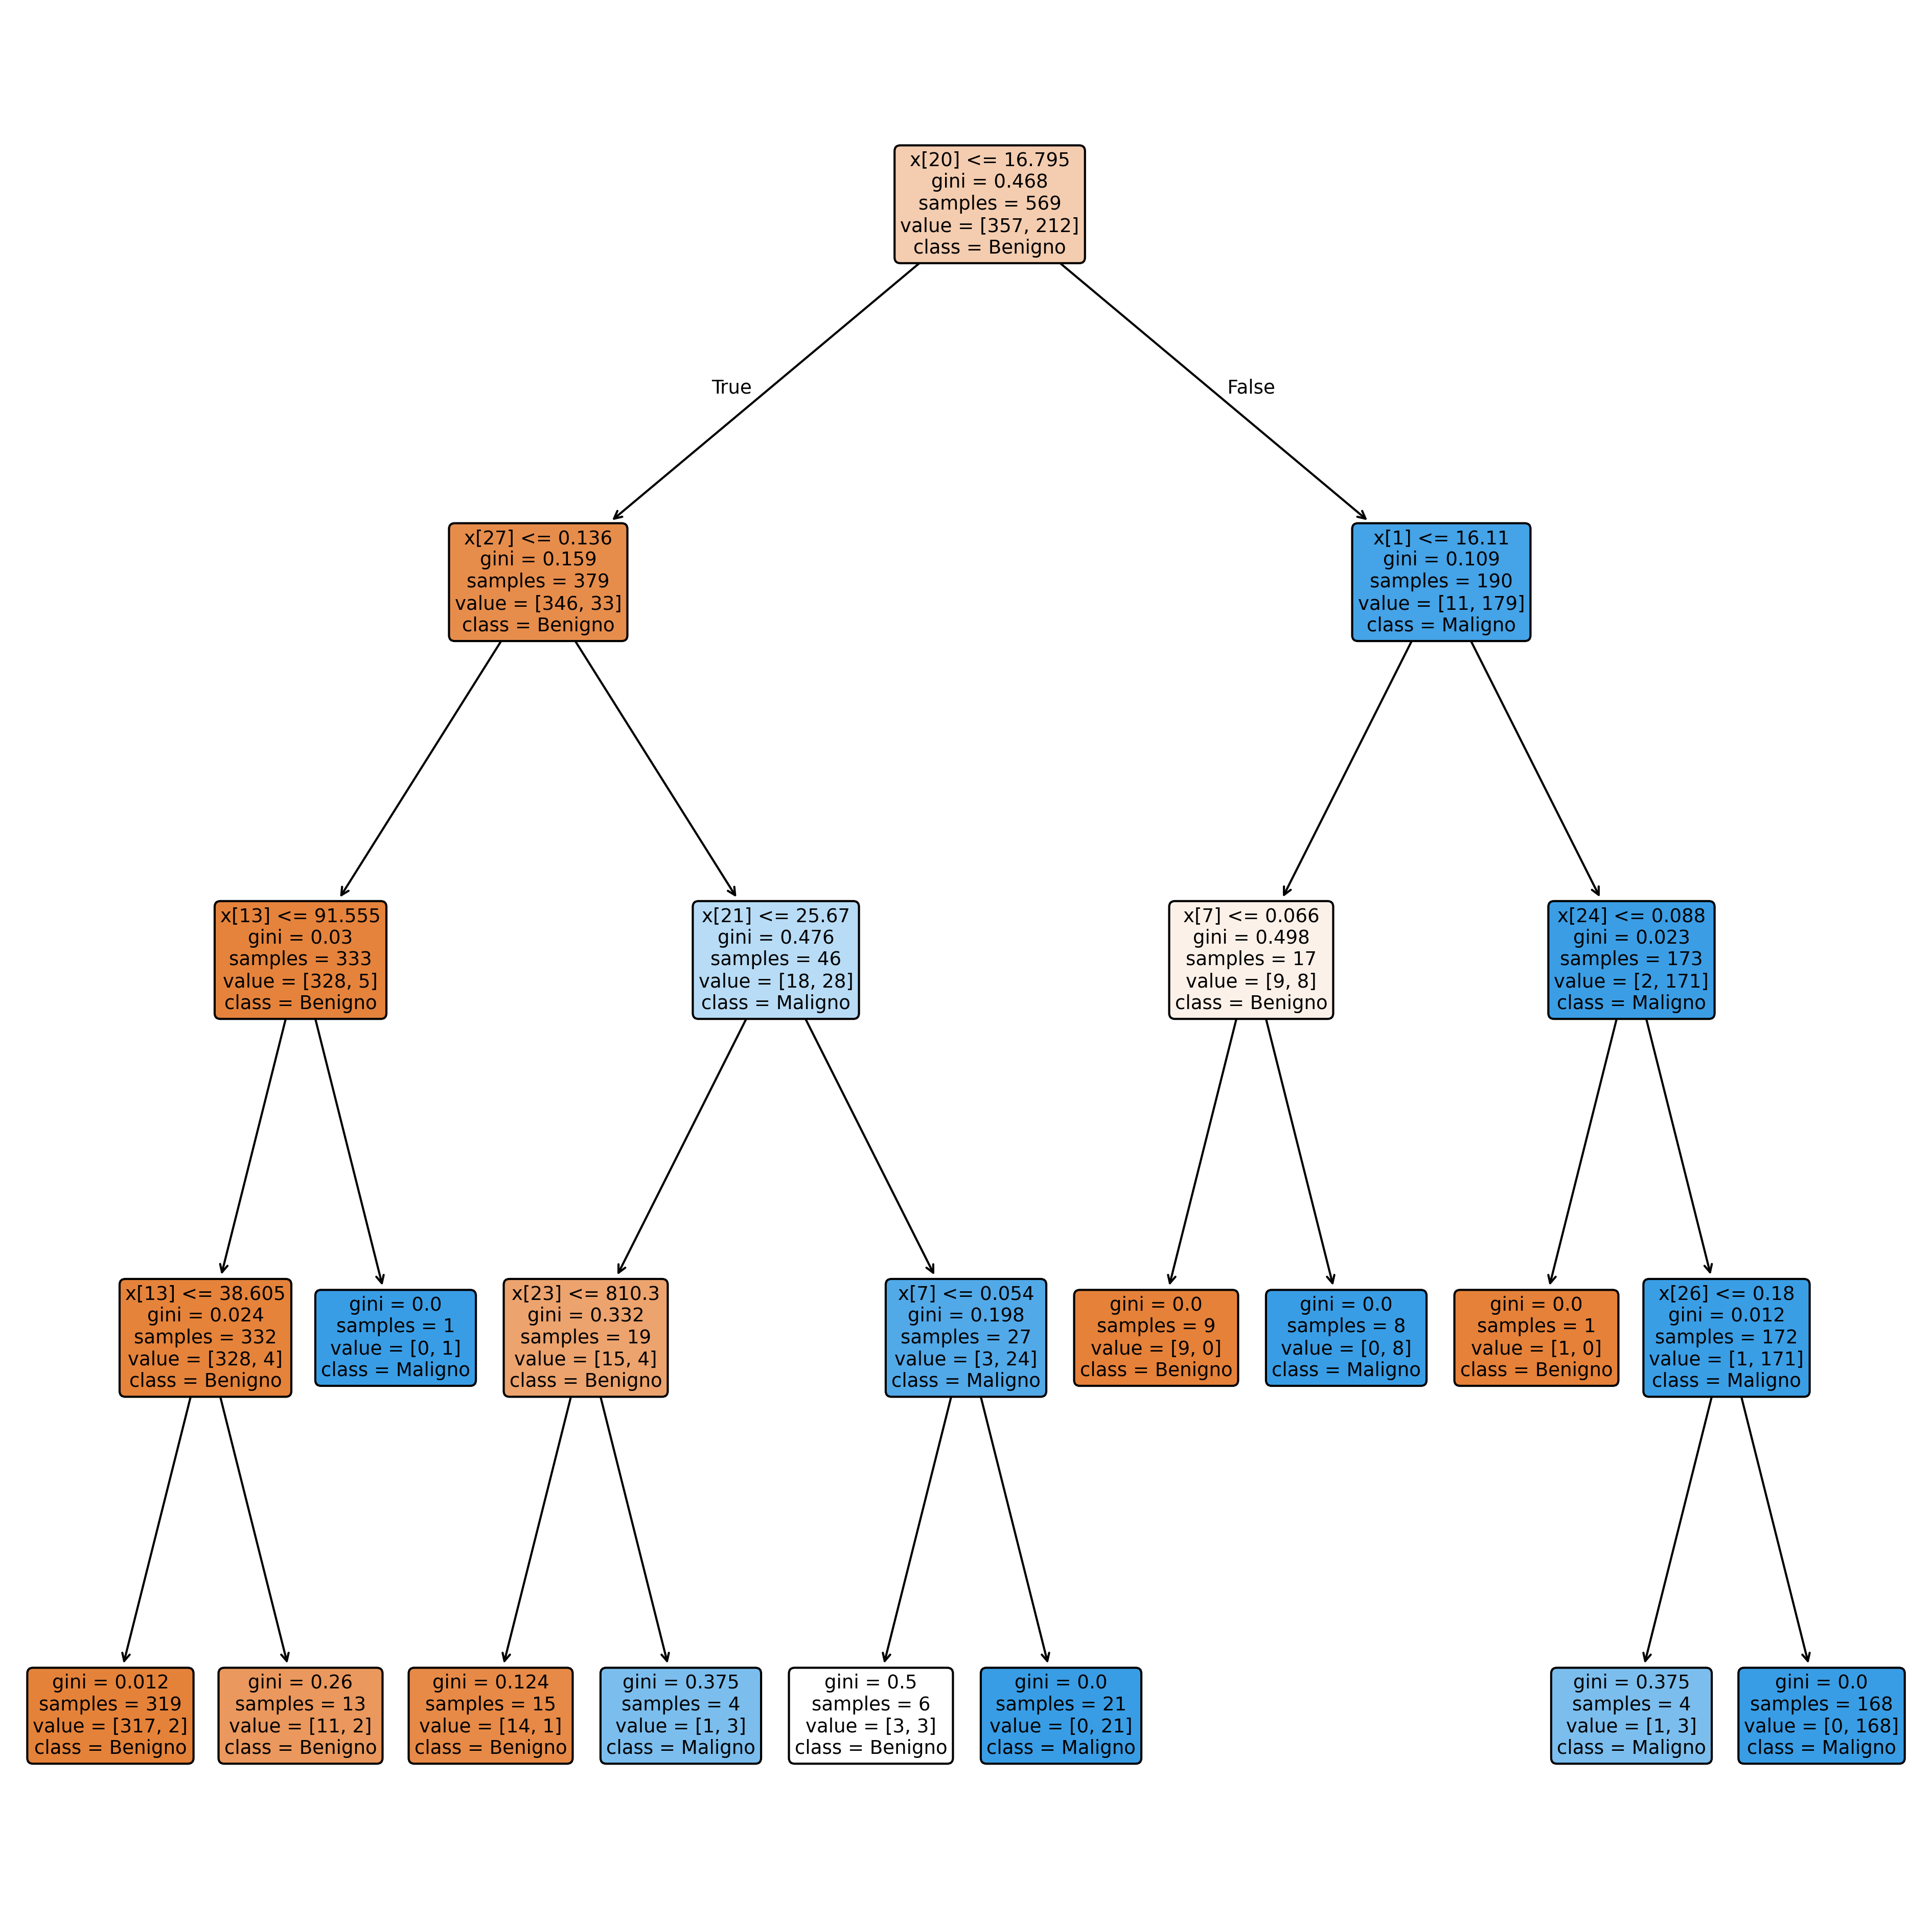 x[20] <= 16.795
gini = 0.468
samples = 569
value = [357, 212]
class = Benigno
True
False
x[27] <= 0.136
gini = 0.159
samples = 379
value = [346, 33]
class = Benigno
x[1] <= 16.11
gini = 0.109
samples = 190
value = [11, 179]
class = Maligno
x[13] <= 91.555
gini = 0.03
samples = 333
value = [328, 5]
class = Benigno
x[21] <= 25.67
gini = 0.476
samples = 46
value = [18, 28]
class = Maligno
x[7] <= 0.066
gini = 0.498
samples = 17
value = [9, 8]
class = Benigno
x[24] <= 0.088
gini = 0.023
samples = 173
value = [2, 171]
class = Maligno
x[13] <= 38.605
gini = 0.024
samples = 332
value = [328, 4]
class = Benigno
gini = 0.0
samples = 1
value = [0, 1]
class = Maligno
x[23] <= 810.3
gini = 0.332
samples = 19
value = [15, 4]
class = Benigno
x[7] <= 0.054
gini = 0.198
samples = 27
value = [3, 24]
class = Maligno
gini = 0.0
samples = 9
value = [9, 0]
class = Benigno
gini = 0.0
samples = 8
value = [0, 8]
class = Maligno
gini = 0.0
samples = 1
value = [1, 0]
class = Benigno
x[26] <= 0.18
gini = 0.012
samples = 172
value = [1, 171]
class = Maligno
gini = 0.012
samples = 319
value = [317, 2]
class = Benigno
gini = 0.26
samples = 13
value = [11, 2]
class = Benigno
gini = 0.124
samples = 15
value = [14, 1]
class = Benigno
gini = 0.375
samples = 4
value = [1, 3]
class = Maligno
gini = 0.5
samples = 6
value = [3, 3]
class = Benigno
gini = 0.0
samples = 21
value = [0, 21]
class = Maligno
gini = 0.375
samples = 4
value = [1, 3]
class = Maligno
gini = 0.0
samples = 168
value = [0, 168]
class = Maligno